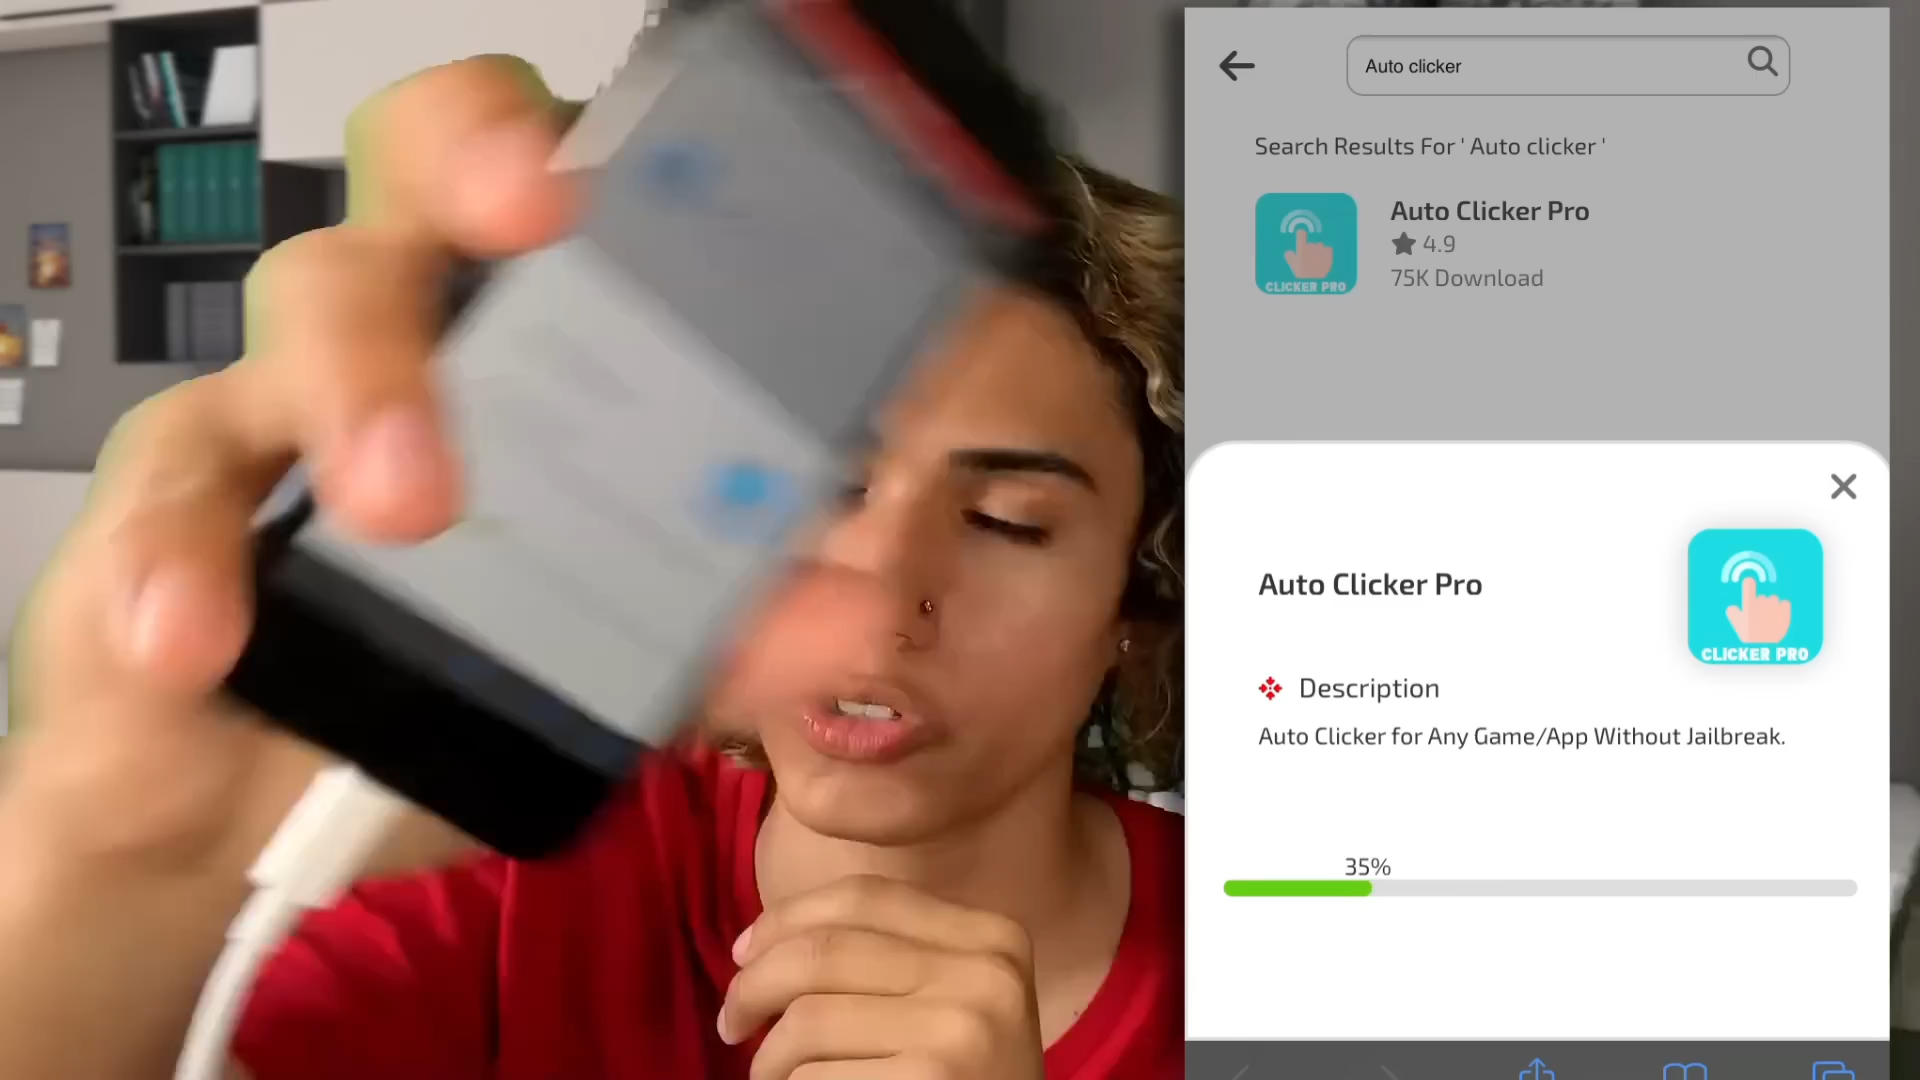 Auto clicker
Search Results For ' Auto clicker '
Auto Clicker Pro
4.9
75K Download
CLICKER PRO
Auto Clicker Pro
CLICKER PRO
Description
Auto Clicker for Any Game/App Without Jailbreak.
35%